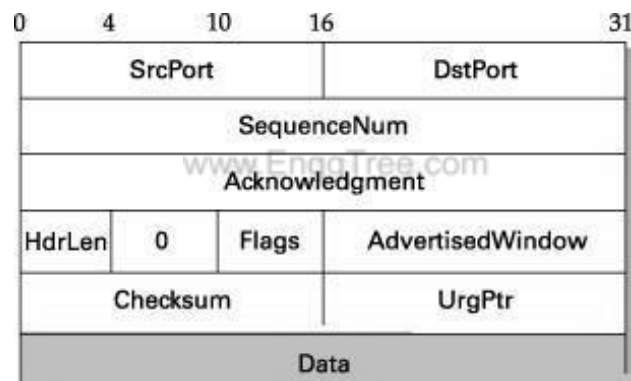 0 4 10 16 31
SrcPort DstPort
SequenceNum
www.EnggTree.com
Acknowledgment
HdrLen 0 Flags AdvertisedWindow
Checksum UrgPtr
Data